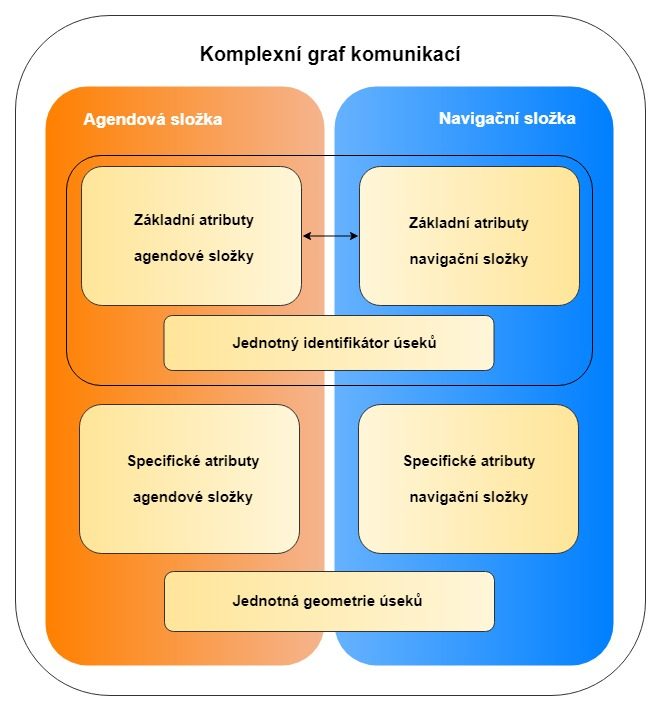 Komplexní graf komunikací
Agendová složka
Navigační složka
Základní atributy
agendové složky
Základní atributy
navigační složky
Jednotný identifikátor úseků
Specifické atributy
agendové složky
Specifické atributy
navigační složky
Jednotná geometrie úseků